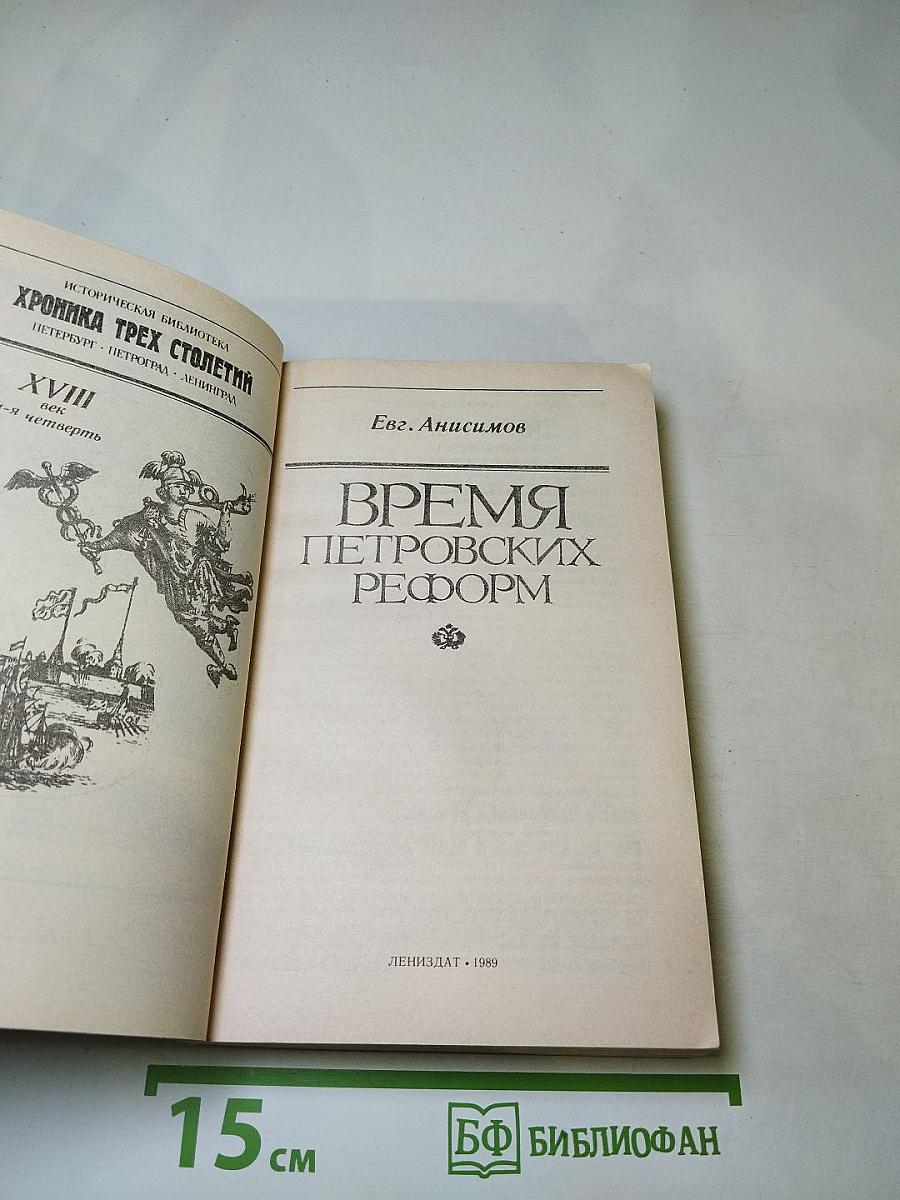 ИСТОРИЧЕСКАЯ БИБЛИОТЕКА
ХРОНИКА ТРЕХ СТОЛЕТИЙ
ПЕТЕРБУРГ · ПЕТРОГРАД · ЛЕНИНГРАД
XVIII
век
1-я четверть
Евг. Анисимов
ВРЕМЯ
ПЕТРОВСКИХ
РЕФОРМ
ЛЕНИЗДАТ • 1989
15 см
БФ БИБЛИОФАН